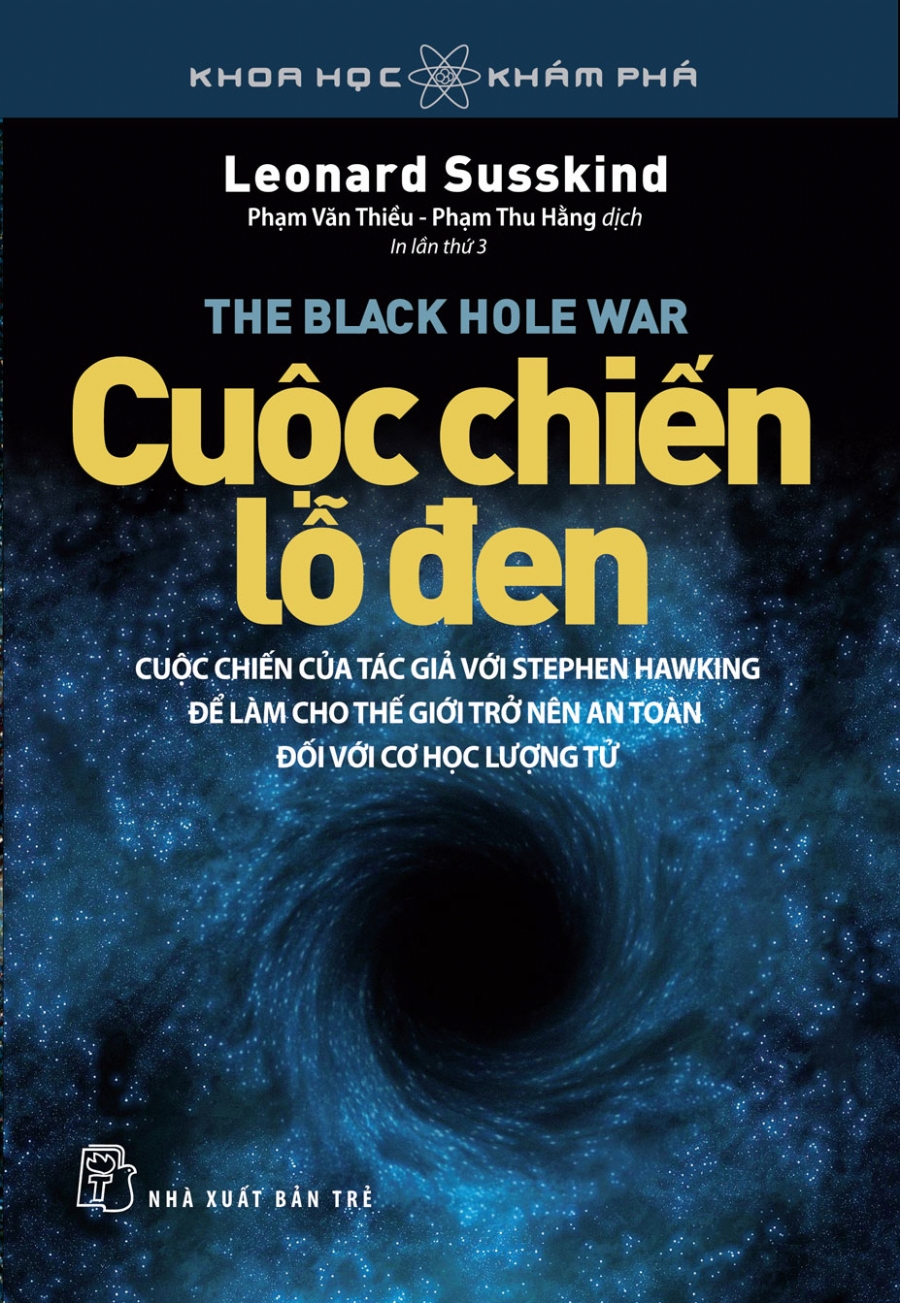 KHOA HỌC KHÁM PHÁ
Leonard Susskind
Phạm Văn Thiều - Phạm Thu Hằng dịch
In lần thứ 3
THE BLACK HOLE WAR
Cuộc chiến
lỗ đen
CUỘC CHIẾN CỦA TÁC GIẢ VỚI STEPHEN HAWKING
ĐỂ LÀM CHO THẾ GIỚI TRỞ NÊN AN TOÀN
ĐỐI VỚI CƠ HỌC LƯỢNG TỬ
NHÀ XUẤT BẢN TRẺ